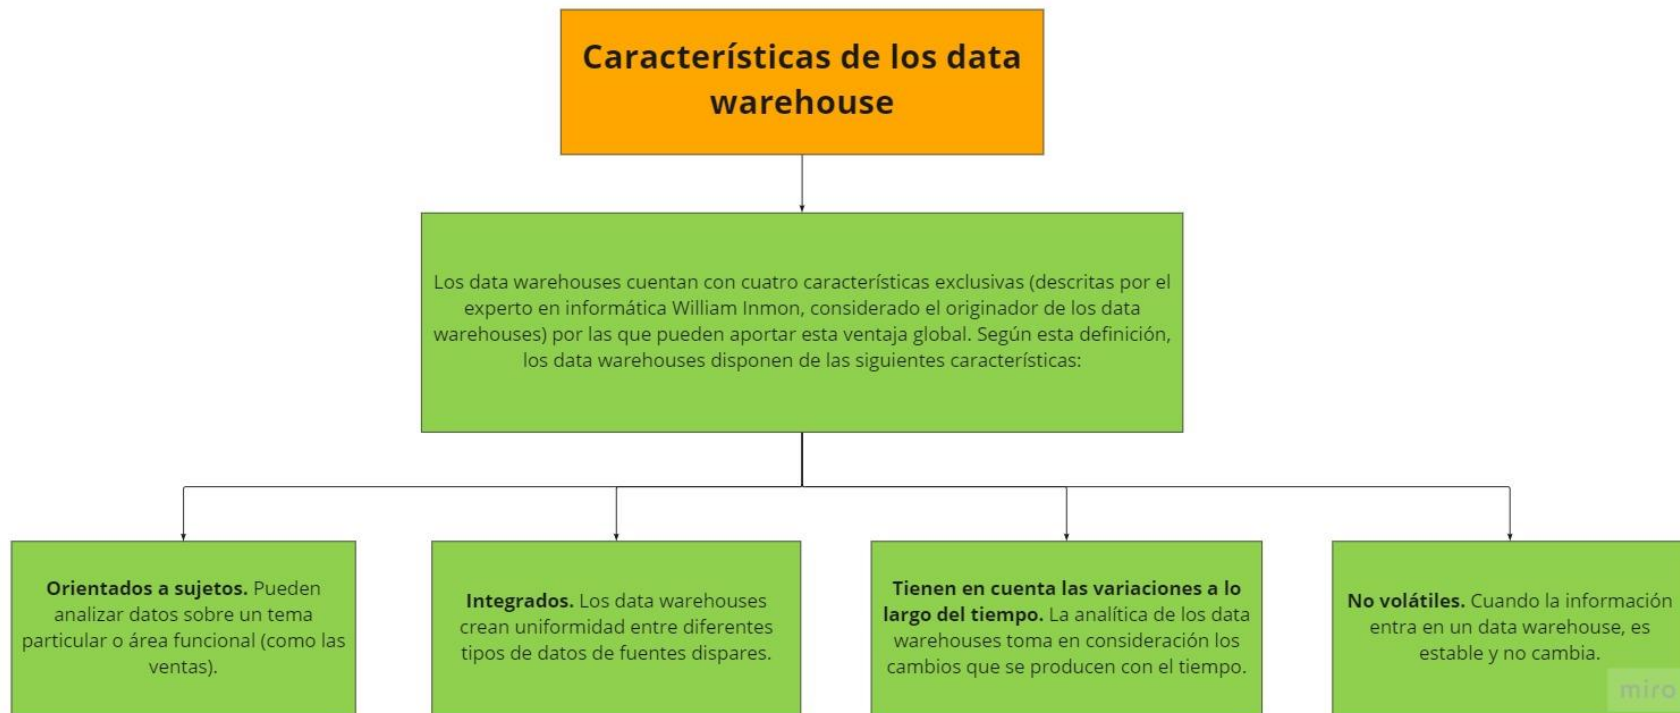 Características de los data
warehouse
Los data warehouses cuentan con cuatro características exclusivas (descritas por el
experto en informática William Inmon, considerado el originador de los data
warehouses) por las que pueden aportar esta ventaja global. Según esta definición,
los data warehouses disponen de las siguientes características:
Orientados a sujetos. Pueden
analizar datos sobre un tema
particular o área funcional (como las
ventas).
Integrados. Los data warehouses
crean uniformidad entre diferentes
tipos de datos de fuentes dispares.
Tienen en cuenta las variaciones a lo
largo del tiempo. La analítica de los data
warehouses toma en consideración los
cambios que se producen con el tiempo.
No volátiles. Cuando la información
entra en un data warehouse, es
estable y no cambia.
miro